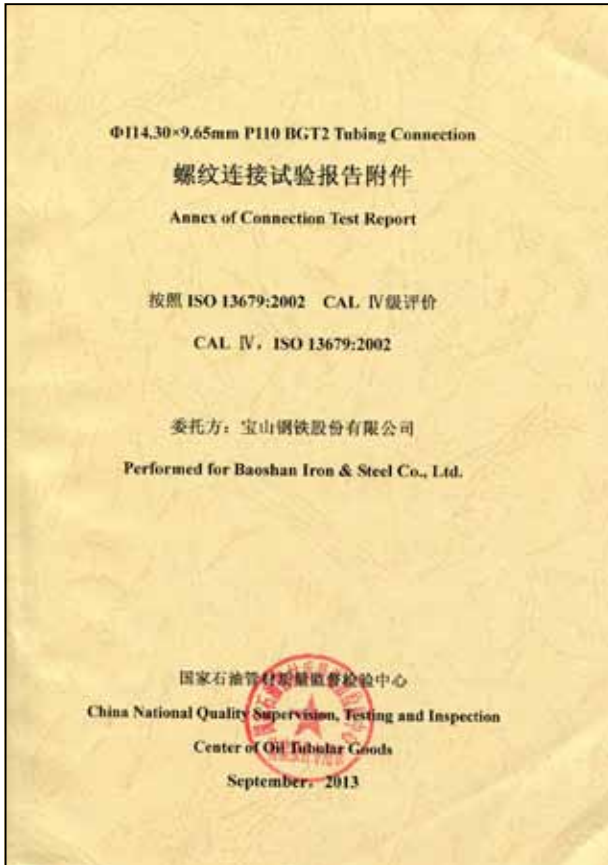 Φ114.30×9.65mm P110 BGT2 Tubing Connection
螺纹连接试验报告附件
Annex of Connection Test Report
按照 ISO 13679:2002 CAL Ⅳ级评价
CAL Ⅳ，ISO 13679:2002
委托方：宝山钢铁股份有限公司
Performed for Baoshan Iron & Steel Co., Ltd.
国家石油管材质量监督检验中心
China National Quality Supervision, Testing and Inspection
Center of Oil Tubular Goods
September，2013